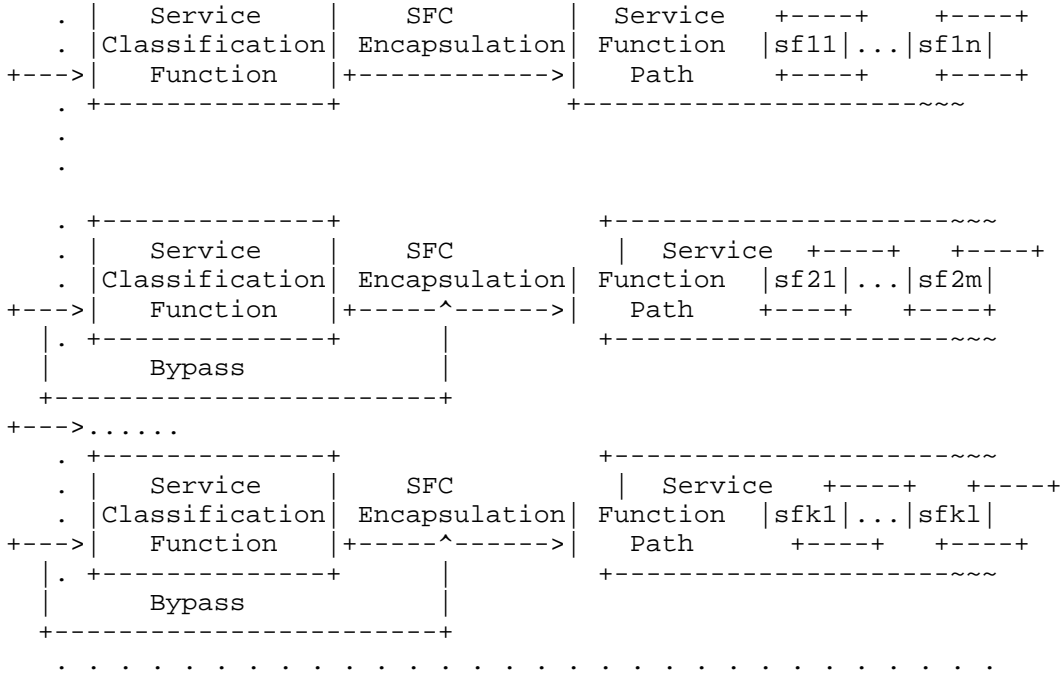 . |   Service    |    SFC         |  Service   +----+     +----+
   . |Classification| Encapsulation| Function  |sf11|...|sf1n|
+--->|   Function   |+------------>|   Path     +----+     +----+
   . +--------------+              +---------------------~~~
   .
   .
   . +--------------+                +---------------------~~~
   . |   Service    |    SFC          |  Service  +----+   +----+
   . |Classification| Encapsulation| Function  |sf21|...|sf2m|
+--->|   Function   |+-----^------>|   Path    +----+   +----+
  |. +--------------+      |         +---------------------~~~
  |      Bypass            |
  +------------------------+
+--->......
   . +--------------+                +---------------------~~~
   . |   Service    |    SFC          |  Service   +----+   +----+
   . |Classification| Encapsulation| Function  |sfk1|...|sfkl|
+--->|   Function   |+-----^------>|   Path      +----+   +----+
  |. +--------------+      |         +---------------------~~~
  |      Bypass            |
  +------------------------+
   . . . . . . . . . . . . . . . . . . . . . . . . . . . . . .